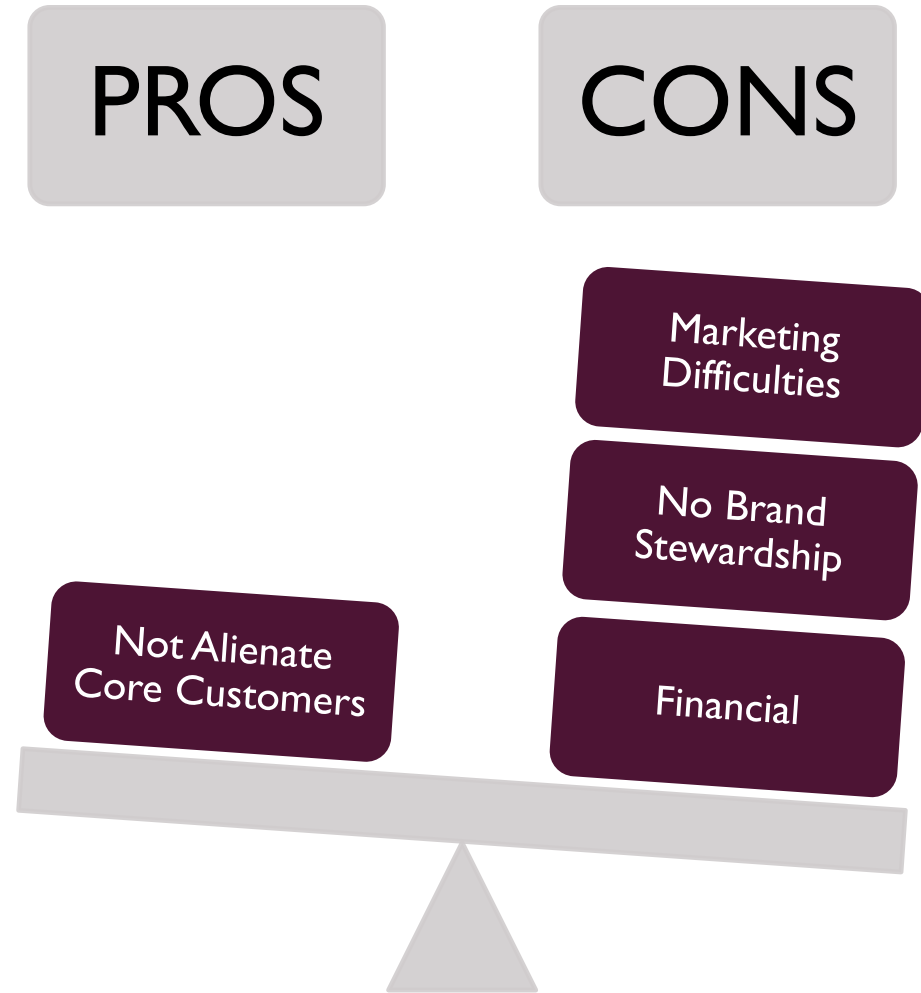 PROS
CONS
Marketing
Difficulties
No Brand
Stewardship
Not Alienate
Core Customers
Financial